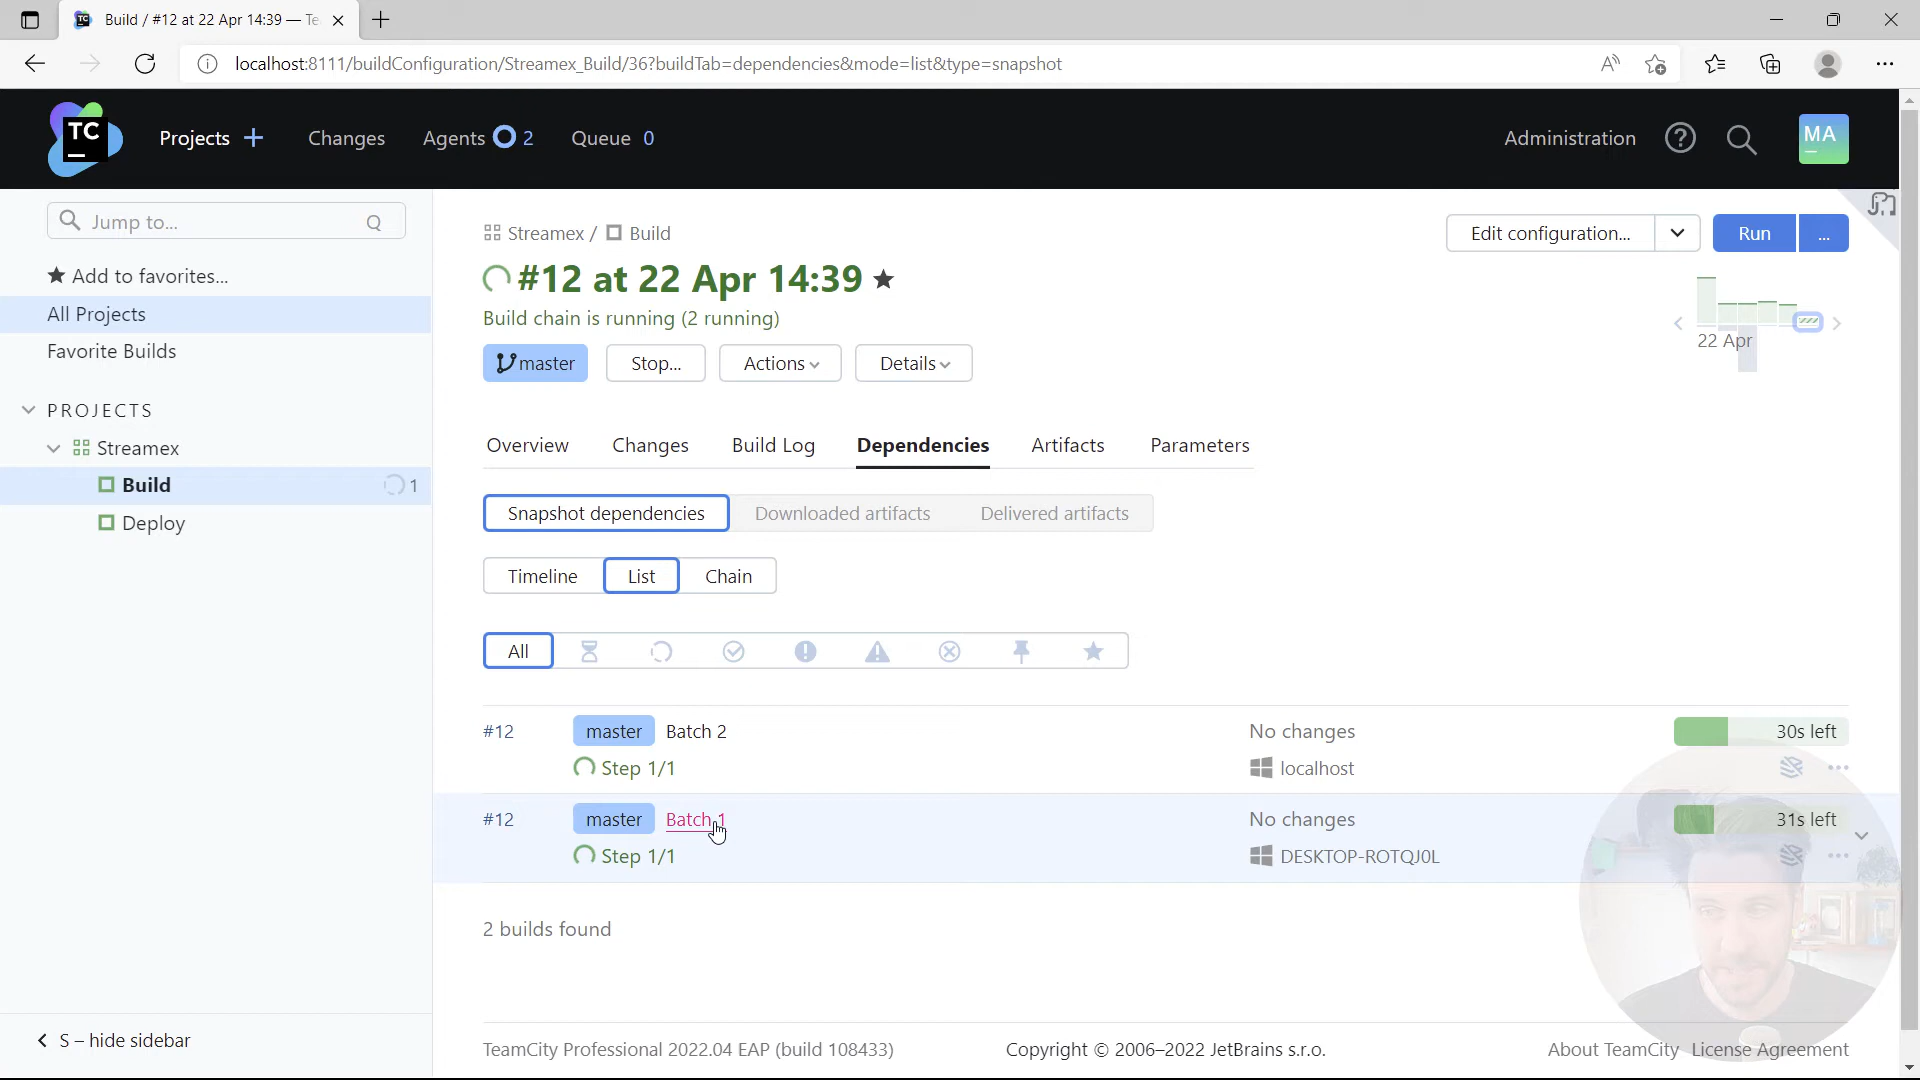 Build / #12 at 22 Apr 14:39 — Te
localhost:8111/buildConfiguration/Streamex_Build/36?buildTab=dependencies&mode=list&type=snapshot
TC
Projects
Changes
Agents 2
Queue 0
Administration
MA
Jump to... Q
Add to favorites...
All Projects
Favorite Builds
PROJECTS
Streamex
Build 1
Deploy
S – hide sidebar
Streamex / Build
Edit configuration...
Run ...
#12 at 22 Apr 14:39
Build chain is running (2 running)
22 Apr
master Stop... Actions Details
Overview Changes Build Log Dependencies Artifacts Parameters
Snapshot dependencies Downloaded artifacts Delivered artifacts
Timeline List Chain
All
#12 master Batch 2 No changes 30s left
Step 1/1 localhost
#12 master Batch 1 No changes 31s left
Step 1/1 DESKTOP-ROTQJ0L
2 builds found
TeamCity Professional 2022.04 EAP (build 108433) Copyright © 2006–2022 JetBrains s.r.o. About TeamCity License Agreement